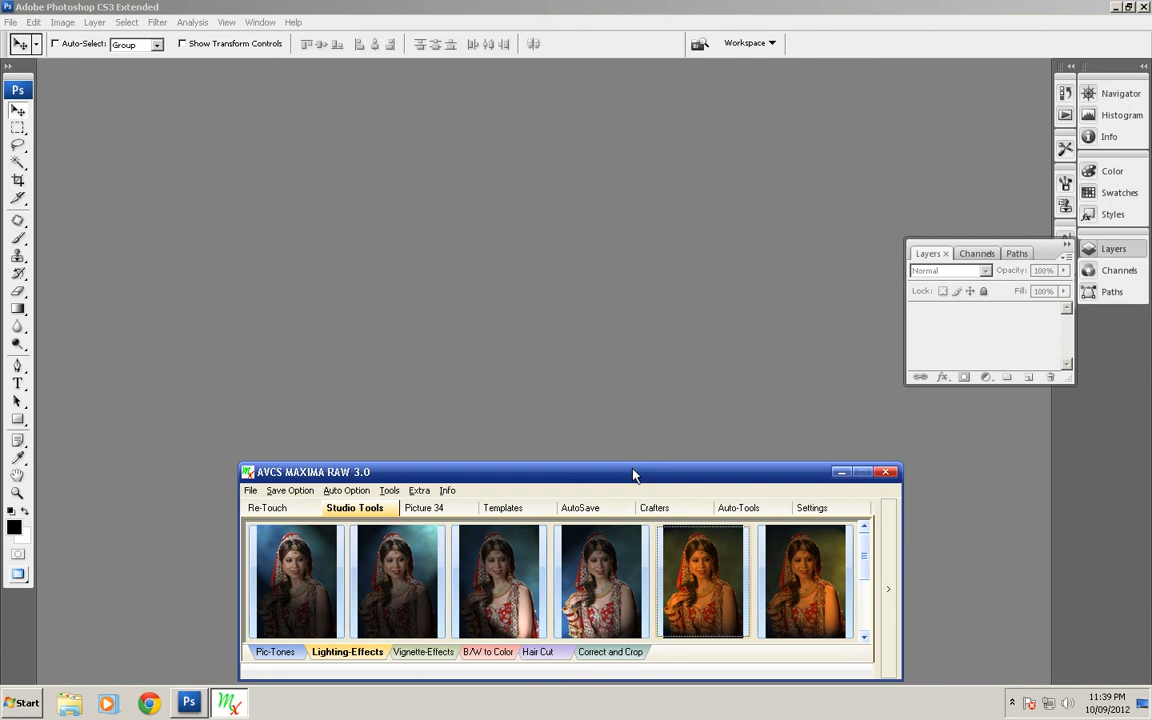 Adobe Photoshop CS3 Extended
File Edit Image Layer Select Filter Analysis View Window Help
Auto-Select: Group Show Transform Controls Workspace
Ps
Navigator
Histogram
Info
Color
Swatches
Styles
Layers
Channels
Paths
Layers Channels Paths
Normal Opacity: 100%
Lock: Fill: 100%
AVCS MAXIMA RAW 3.0
File Save Option Auto Option Tools Extra Info
Re-Touch Studio Tools Picture 34 Templates AutoSave Crafters Auto-Tools Settings
Pic-Tones Lighting-Effects Vignette-Effects B/W to Color Hair Cut Correct and Crop
Start Ps
11:39 PM
10/09/2012